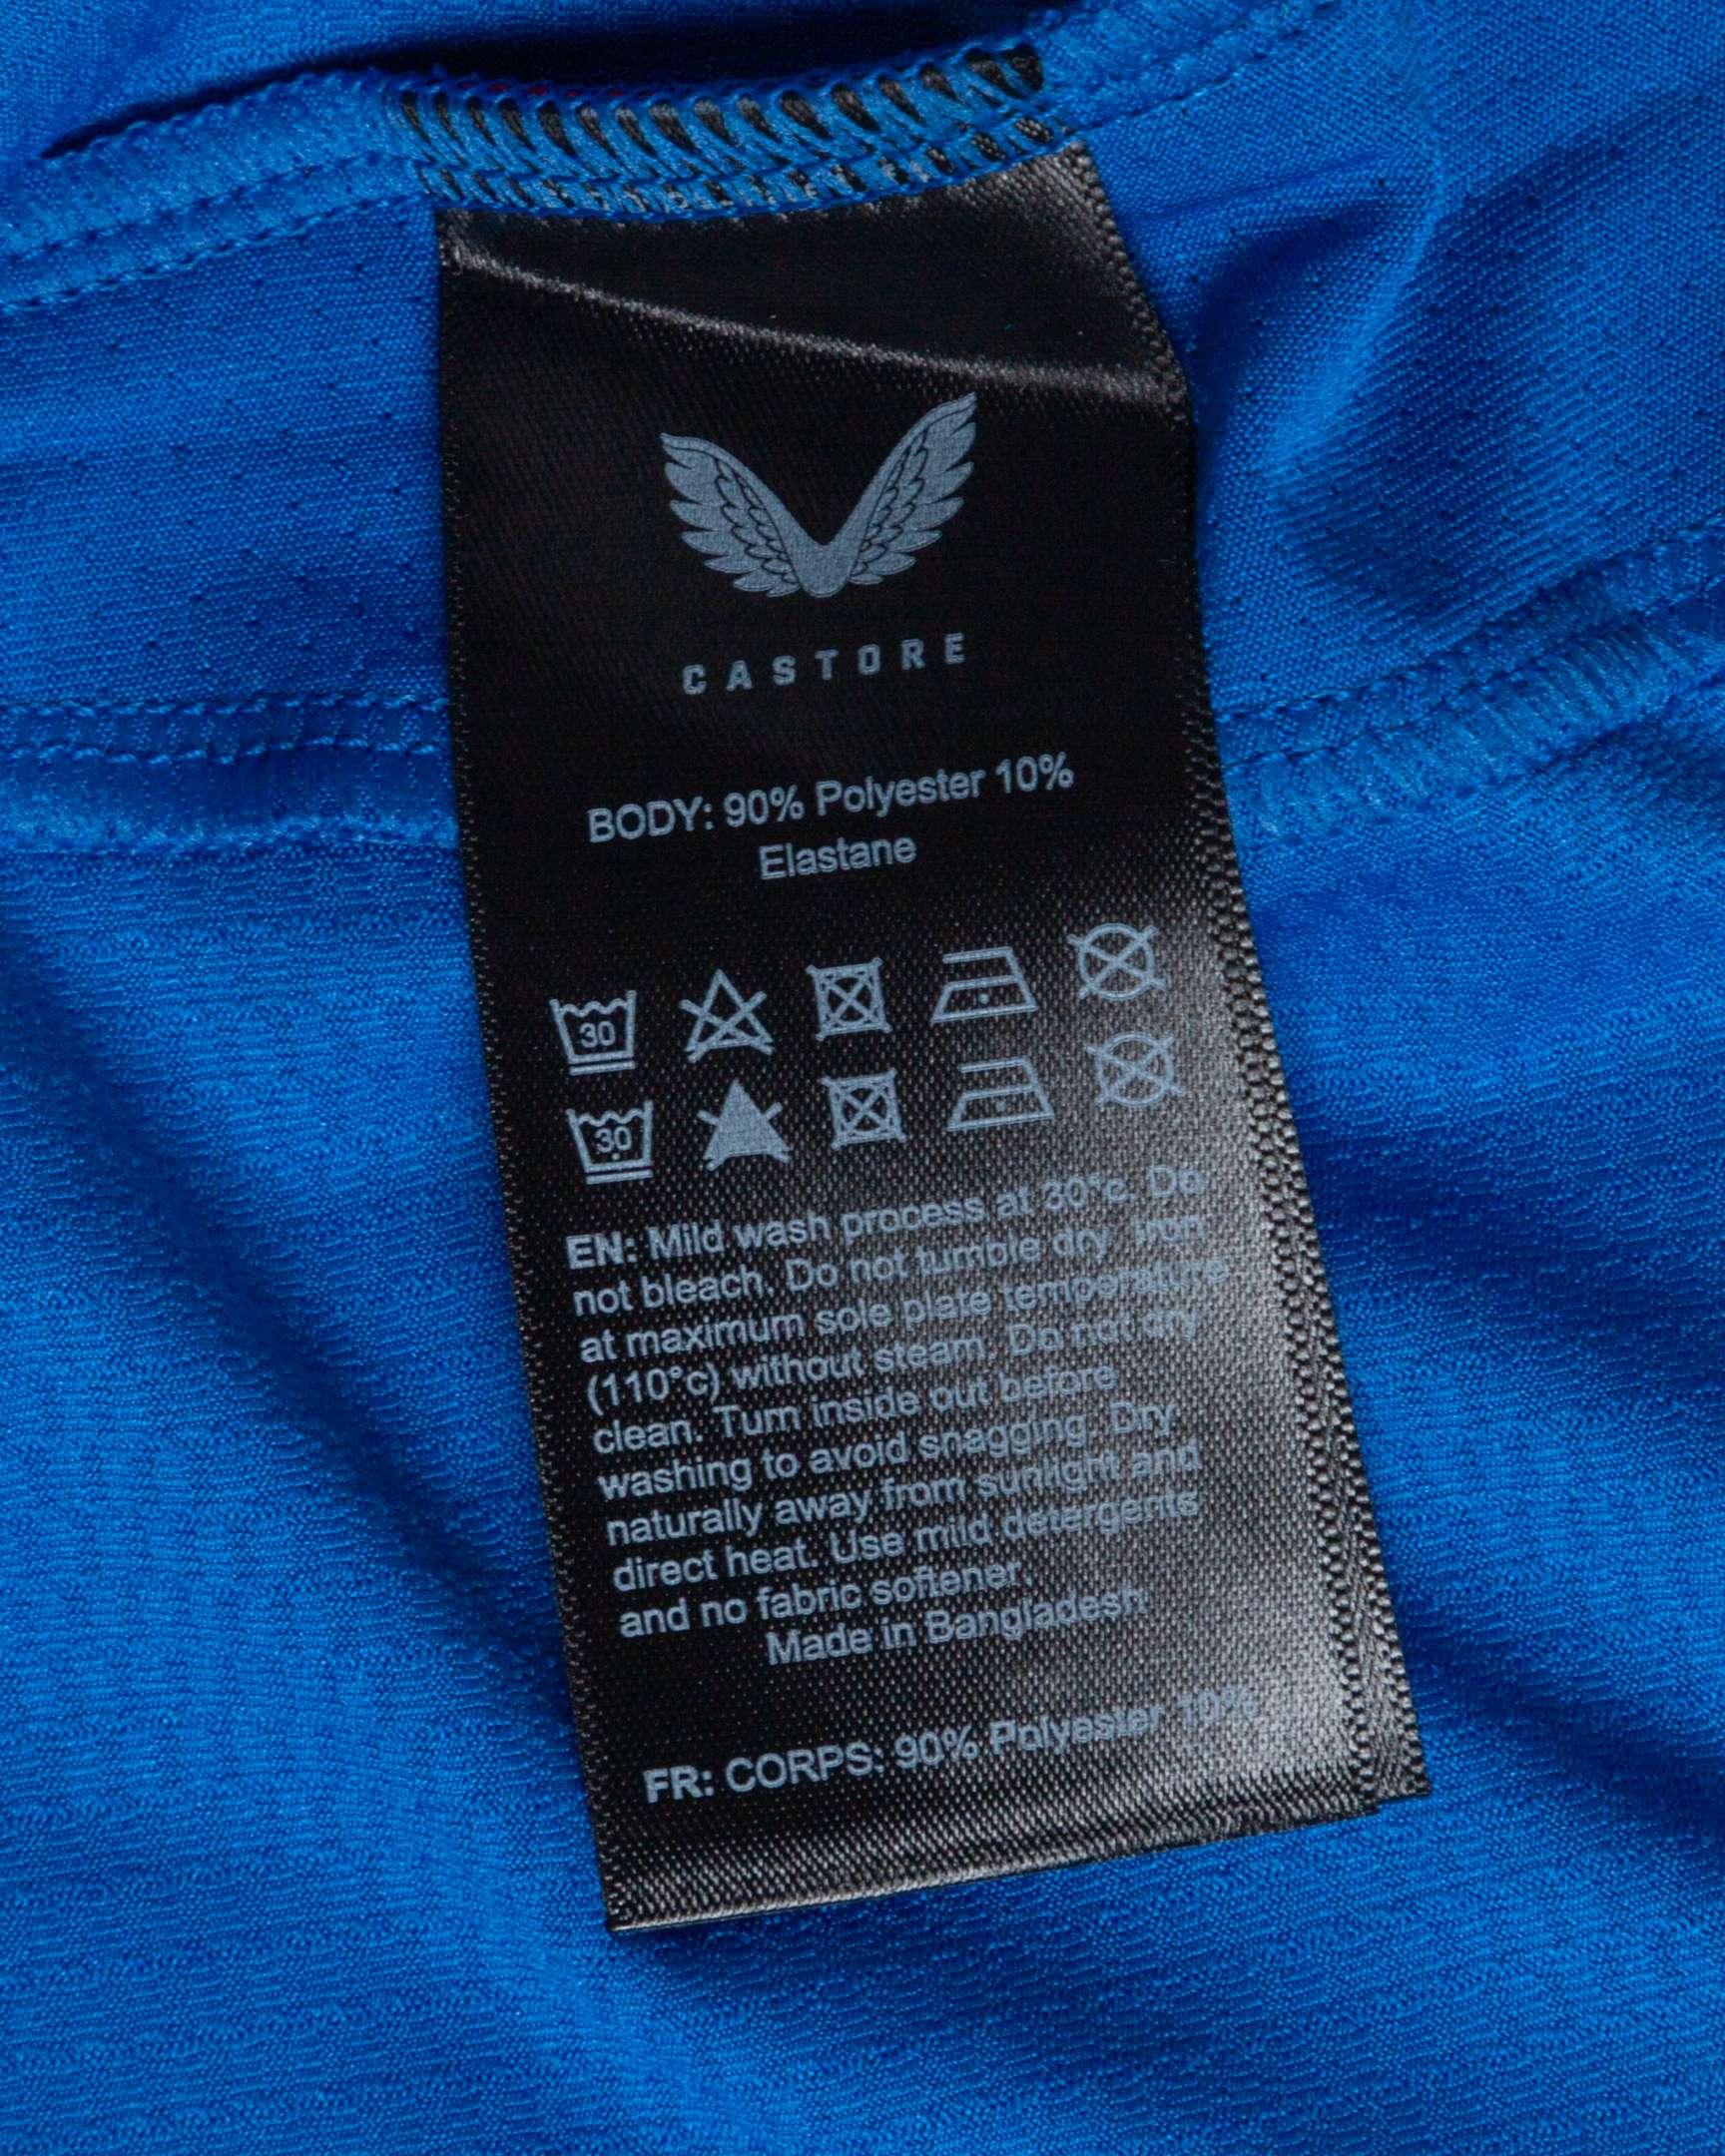 CASTORE
BODY: 90% Polyester 10%
Elastane
30
30
EN: Mild wash process at 30°c. Do
not bleach. Do not tumble dry. Iron
at maximum sole plate temperature
(110°c) without steam. Do not dry
clean. Turn inside out before
washing to avoid snagging. Dry
naturally away from sunlight and
direct heat. Use mild detergents
and no fabric softener.
Made in Bangladesh
FR: CORPS: 90% Polyester 10%